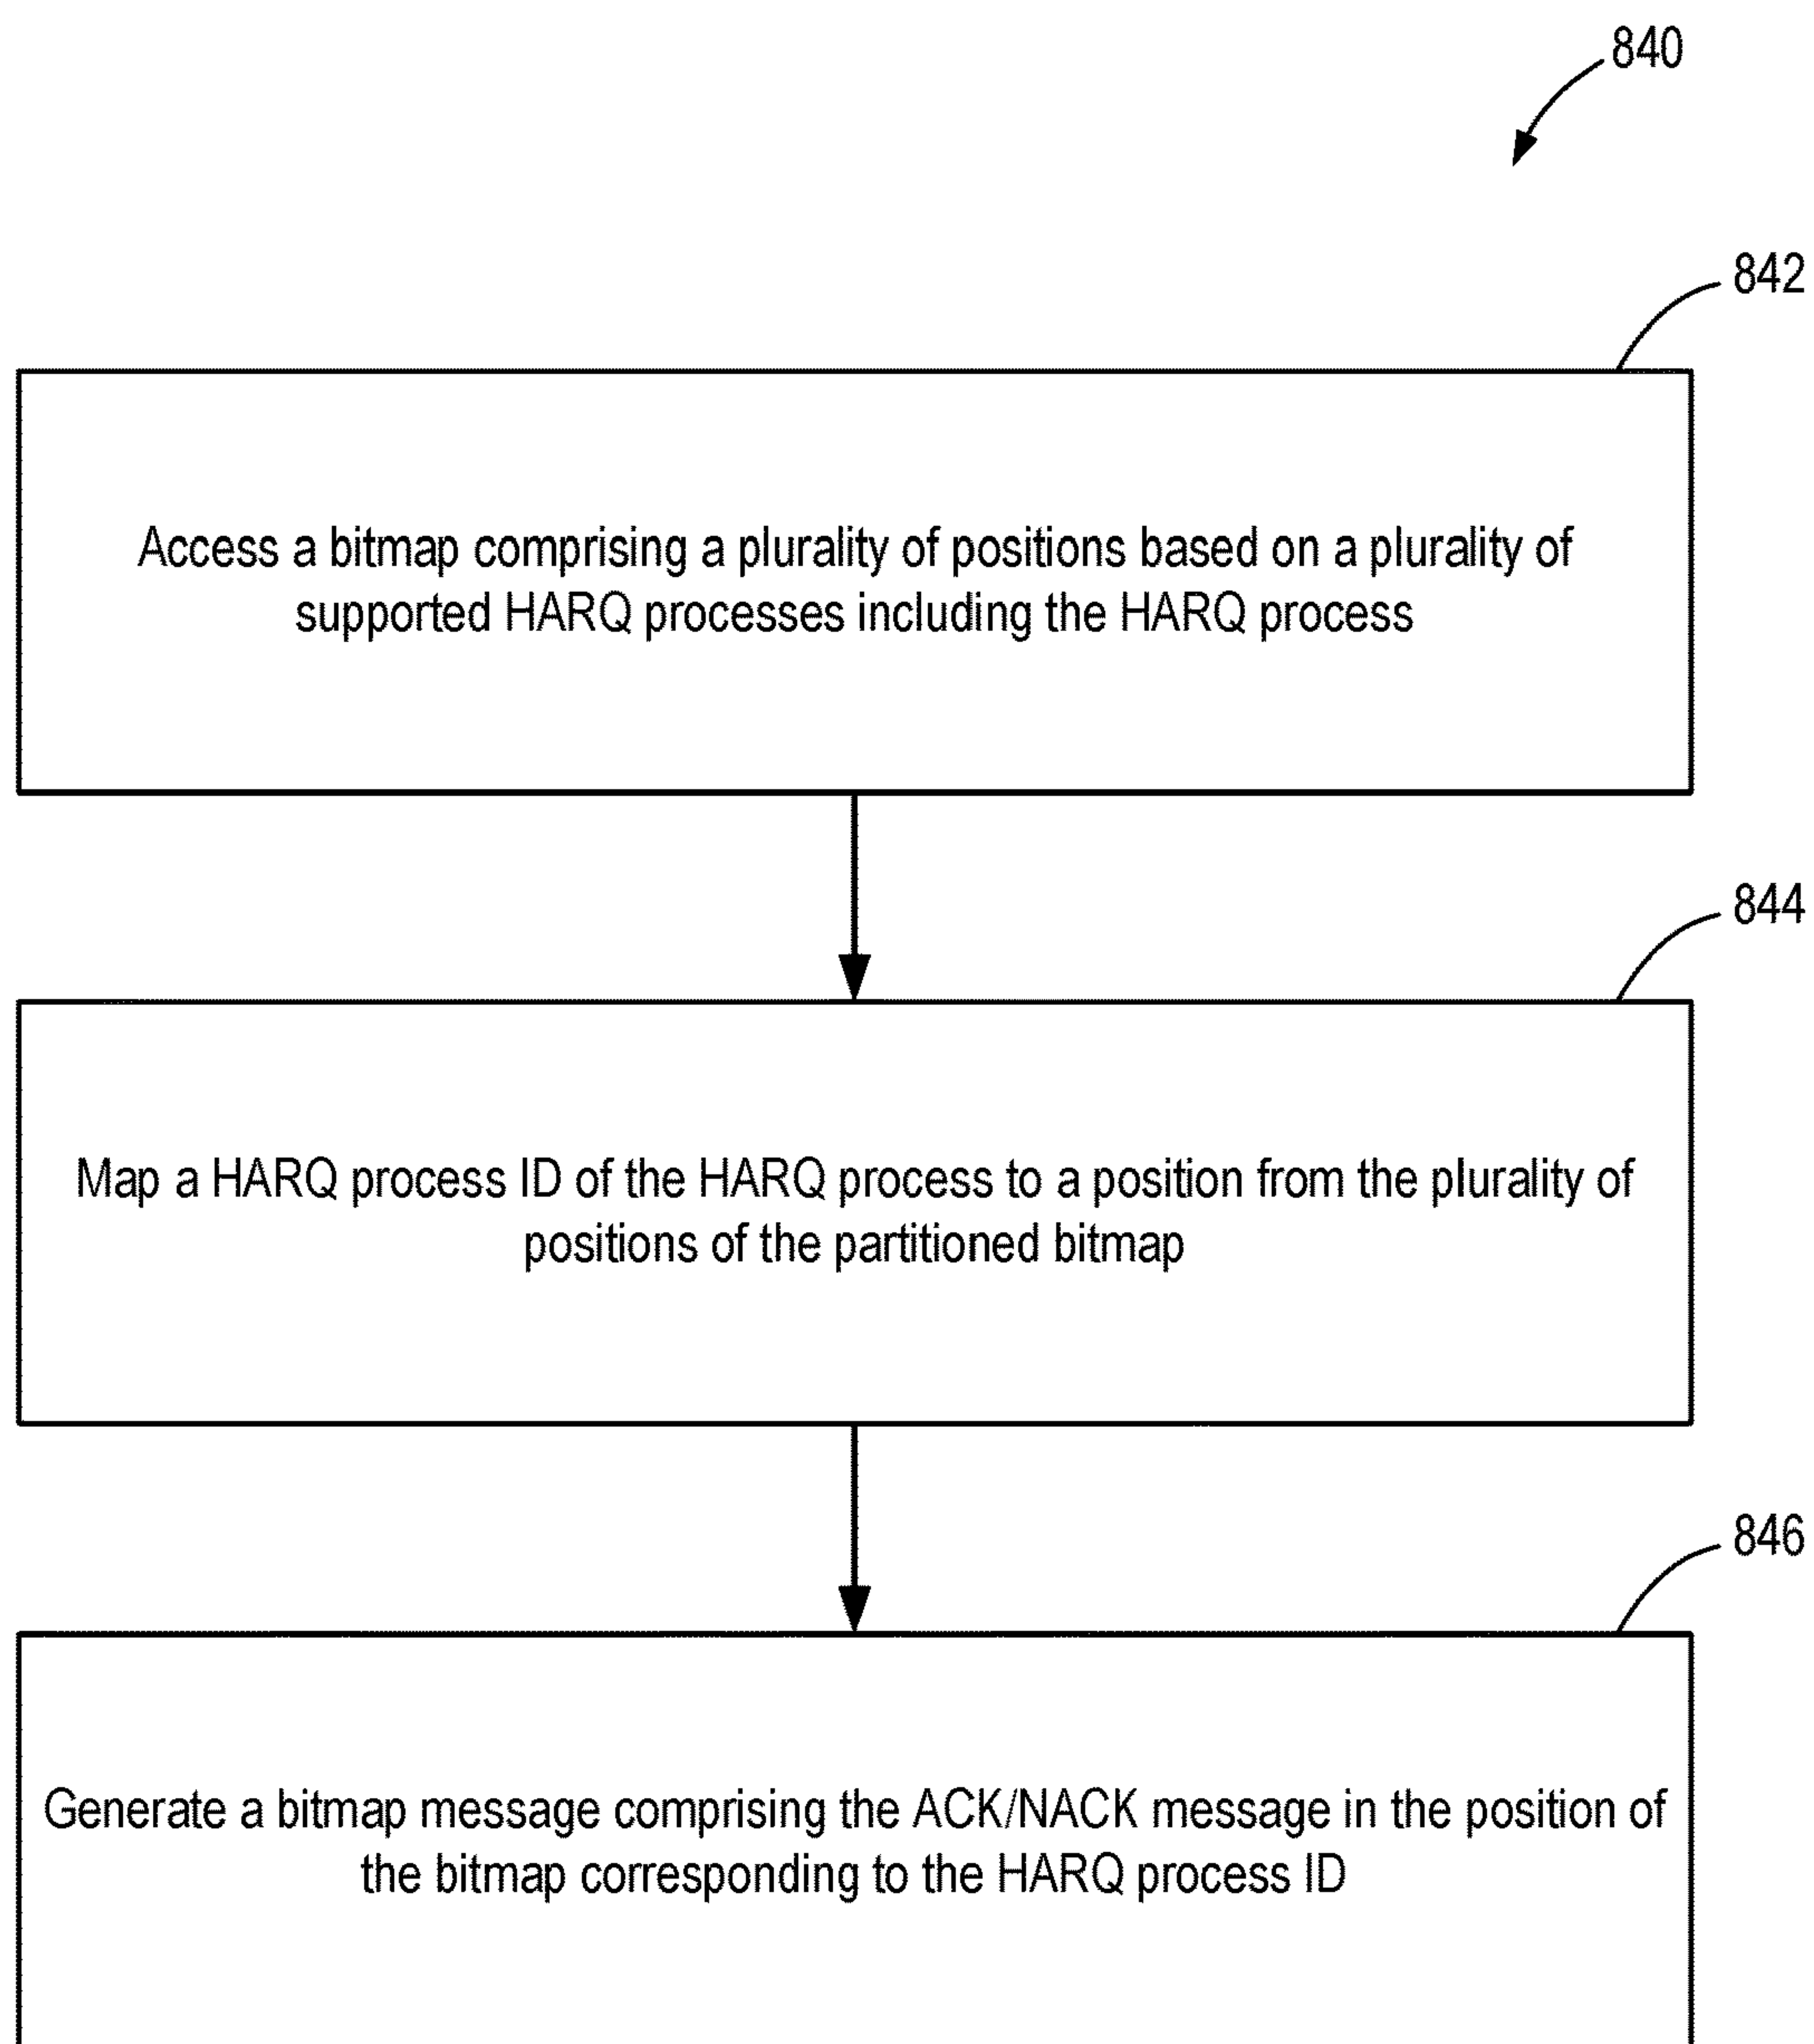 840
842
Access a bitmap comprising a plurality of positions based on a plurality of
supported HARQ processes including the HARQ process
844
Map a HARQ process ID of the HARQ process to a position from the plurality of
positions of the partitioned bitmap
846
Generate a bitmap message comprising the ACK/NACK message in the position of
the bitmap corresponding to the HARQ process ID